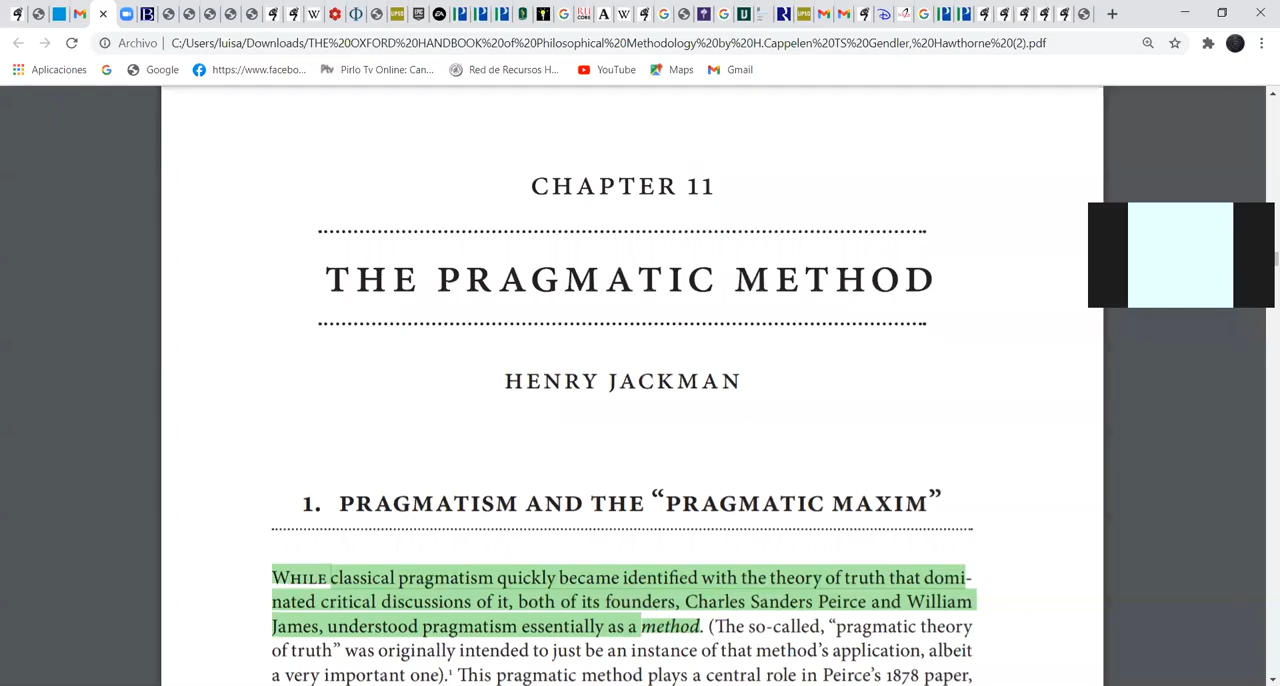 Archivo
C:/Users/luisa/Downloads/THE%20OXFORD%20HANDBOOK%20of%20Philosophical%20Methodology%20by%20H.Cappelen%20TS%20Gendler,%20Hawthorne%20(2).pdf
Aplicaciones Google https://www.facebo... Pirlo Tv Online: Can... Red de Recursos H... YouTube Maps Gmail
CHAPTER 11
THE PRAGMATIC METHOD
HENRY JACKMAN
1. PRAGMATISM AND THE “PRAGMATIC MAXIM”
WHILE classical pragmatism quickly became identified with the theory of truth that domi-
nated critical discussions of it, both of its founders, Charles Sanders Peirce and William
James, understood pragmatism essentially as a method. (The so-called, “pragmatic theory
of truth” was originally intended to just be an instance of that method’s application, albeit
a very important one).¹ This pragmatic method plays a central role in Peirce’s 1878 paper,